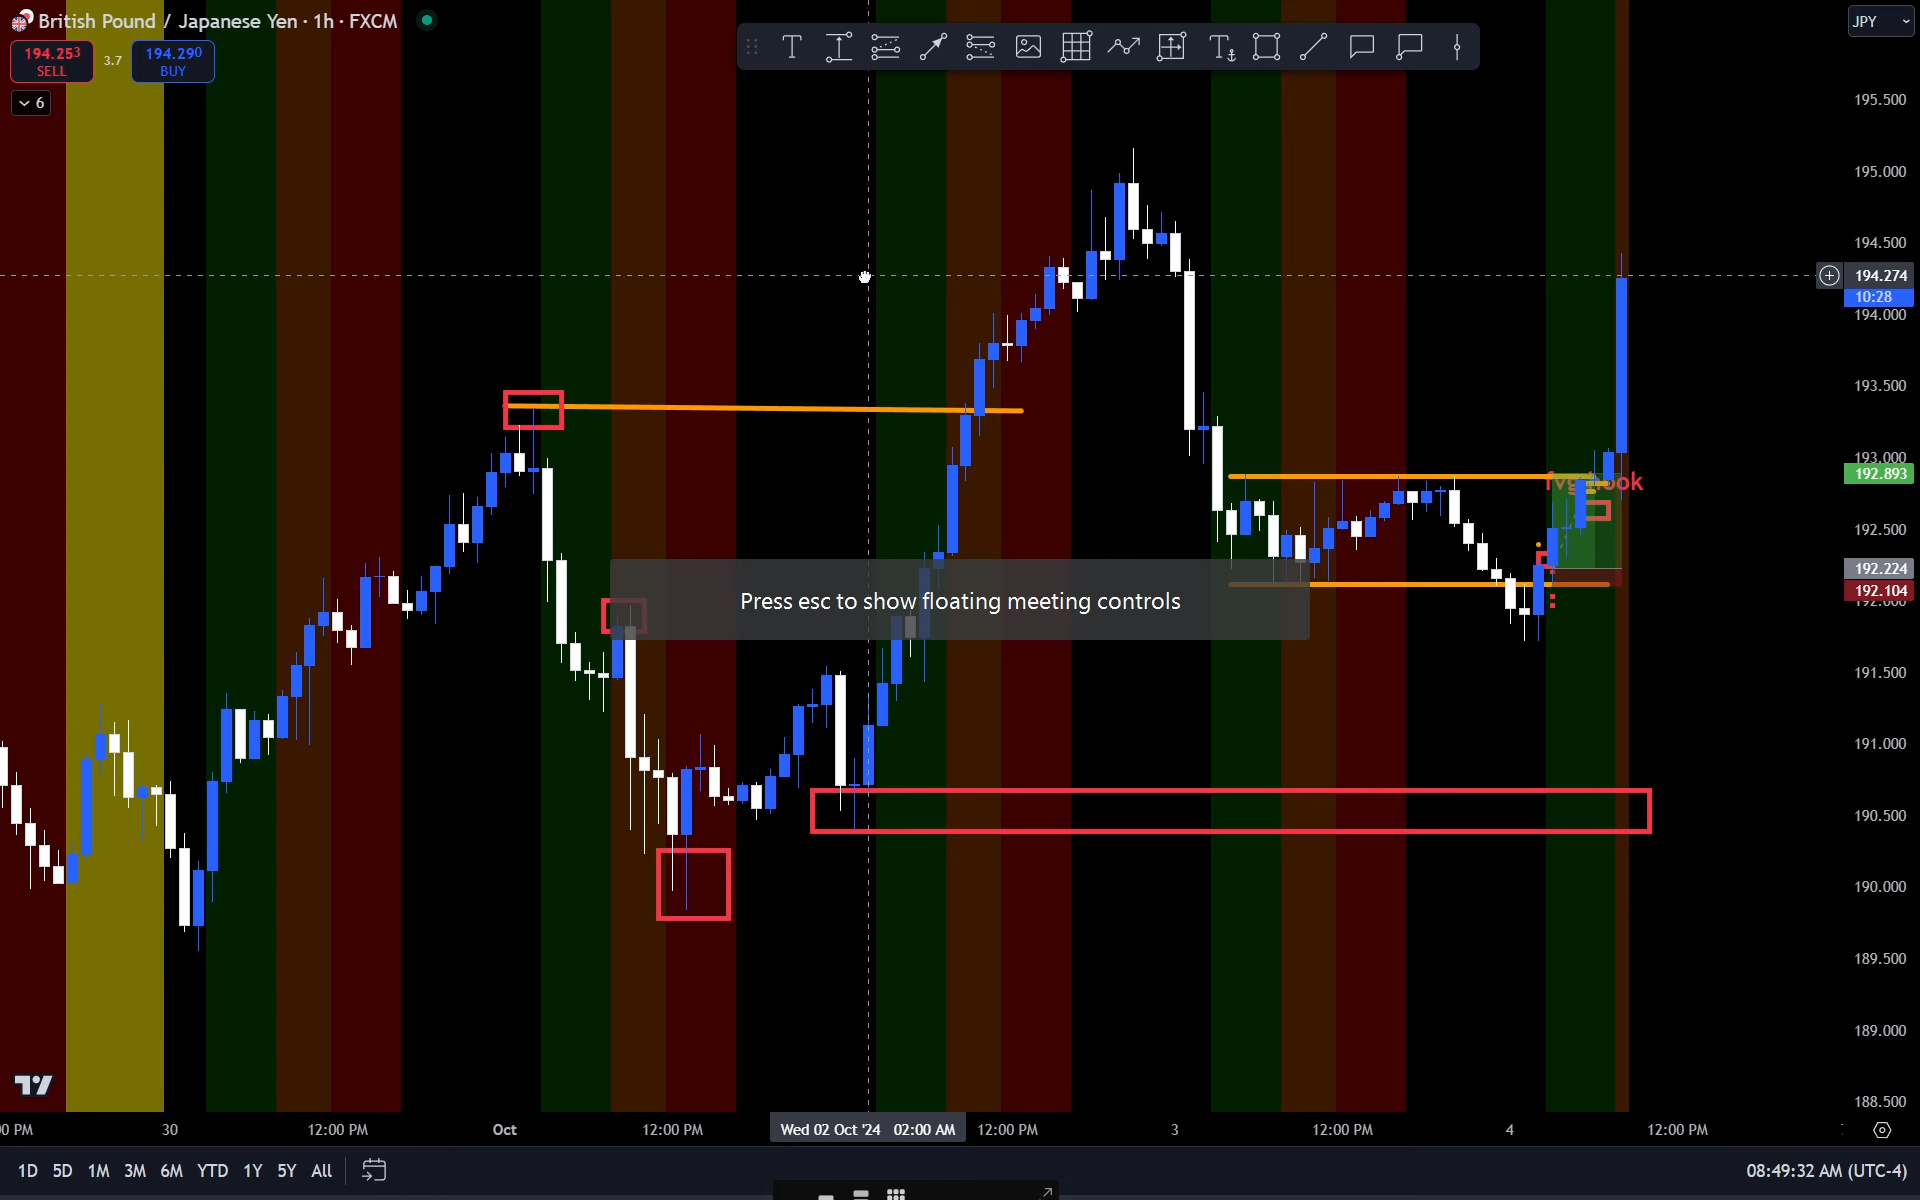 British Pound / Japanese Yen · 1h · FXCM
JPY
194.253
SELL
3.7
194.290
BUY
6
195.500
195.000
194.500
194.274
10:28
194.000
193.500
193.000
192.893
192.500
192.224
192.104
192.000
191.500
191.000
190.500
190.000
189.500
189.000
188.500
Press esc to show floating meeting controls
30
12:00 PM
Oct
12:00 PM
Wed 02 Oct '24 02:00 AM
12:00 PM
3
12:00 PM
4
12:00 PM
1D 5D 1M 3M 6M YTD 1Y 5Y All
08:49:32 AM (UTC-4)